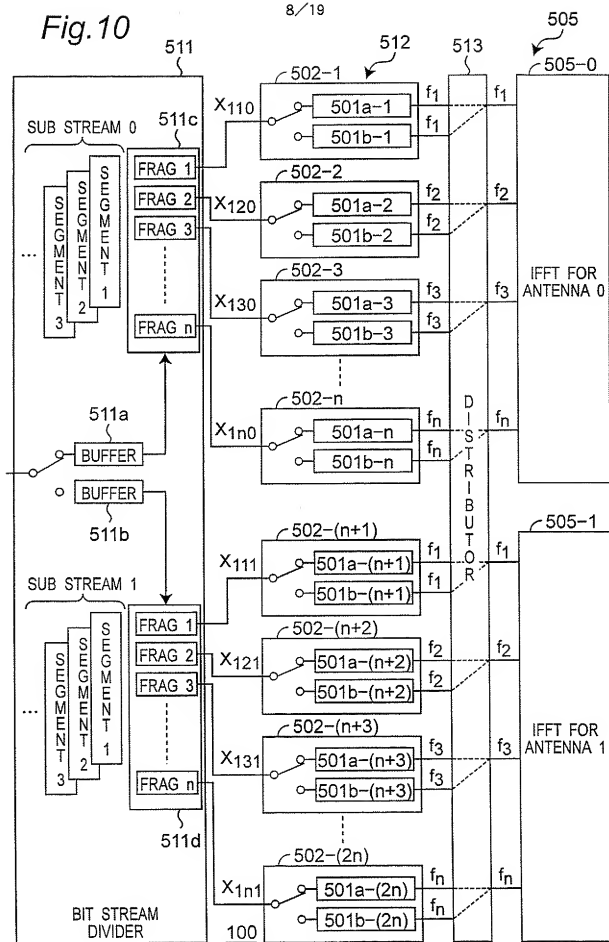 8/19
Fig.10
511
512
513
505
SUB STREAM 0
SEGMENT 1
SEGMENT 2
SEGMENT 3
...
511c
FRAG 1
FRAG 2
FRAG 3
FRAG n
X110
X120
X130
X1n0
502-1
501a-1
501b-1
f1
f1
502-2
501a-2
501b-2
f2
f2
502-3
501a-3
501b-3
f3
f3
502-n
501a-n
501b-n
fn
fn
DISTRIBUTOR
f1
f2
f3
fn
505-0
IFFT FOR
ANTENNA 0
511a
BUFFER
BUFFER
511b
SUB STREAM 1
SEGMENT 1
SEGMENT 2
SEGMENT 3
...
FRAG 1
FRAG 2
FRAG 3
FRAG n
511d
X111
X121
X131
X1n1
502-(n+1)
501a-(n+1)
501b-(n+1)
f1
f1
502-(n+2)
501a-(n+2)
501b-(n+2)
f2
f2
502-(n+3)
501a-(n+3)
501b-(n+3)
f3
f3
502-(2n)
501a-(2n)
501b-(2n)
fn
fn
f1
f2
f3
fn
505-1
IFFT FOR
ANTENNA 1
BIT STREAM
DIVIDER
100